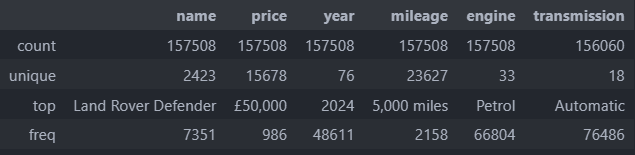 name price year mileage engine transmission
count 157508 157508 157508 157508 157508 156060
unique 2423 15678 76 23627 33 18
top Land Rover Defender £50,000 2024 5,000 miles Petrol Automatic
freq 7351 986 48611 2158 66804 76486